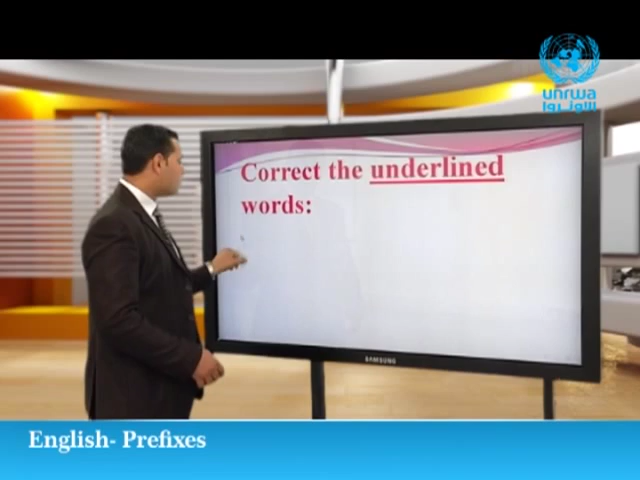 unrwa
الأونروا
Correct the underlined
words:
SAMSUNG
English- Prefixes